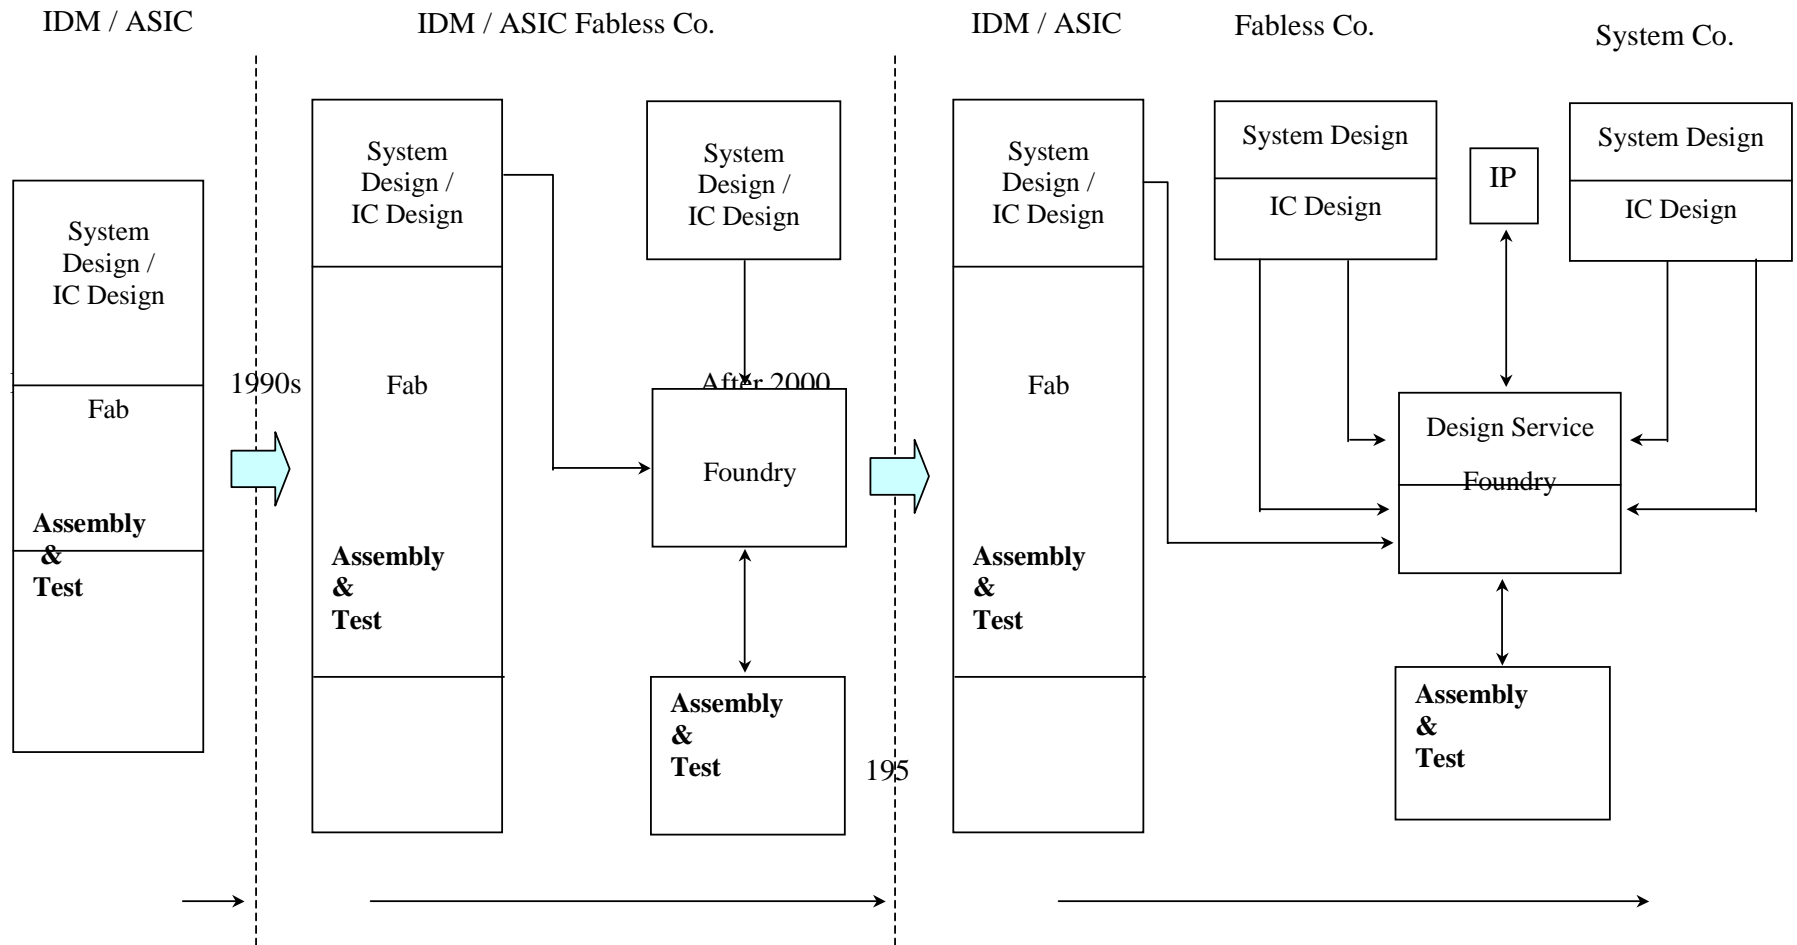 IDM / ASIC
IDM / ASIC Fabless Co.
IDM / ASIC
Fabless Co.
System Co.
System
Design /
IC Design
Fab
Assembly
&
Test
1990s
System
Design /
IC Design
Fab
Assembly
&
Test
System
Design /
IC Design
After 2000
Foundry
Assembly
&
Test
195
System
Design /
IC Design
Fab
Assembly
&
Test
System Design
IC Design
IP
System Design
IC Design
Design Service
Foundry
Assembly
&
Test